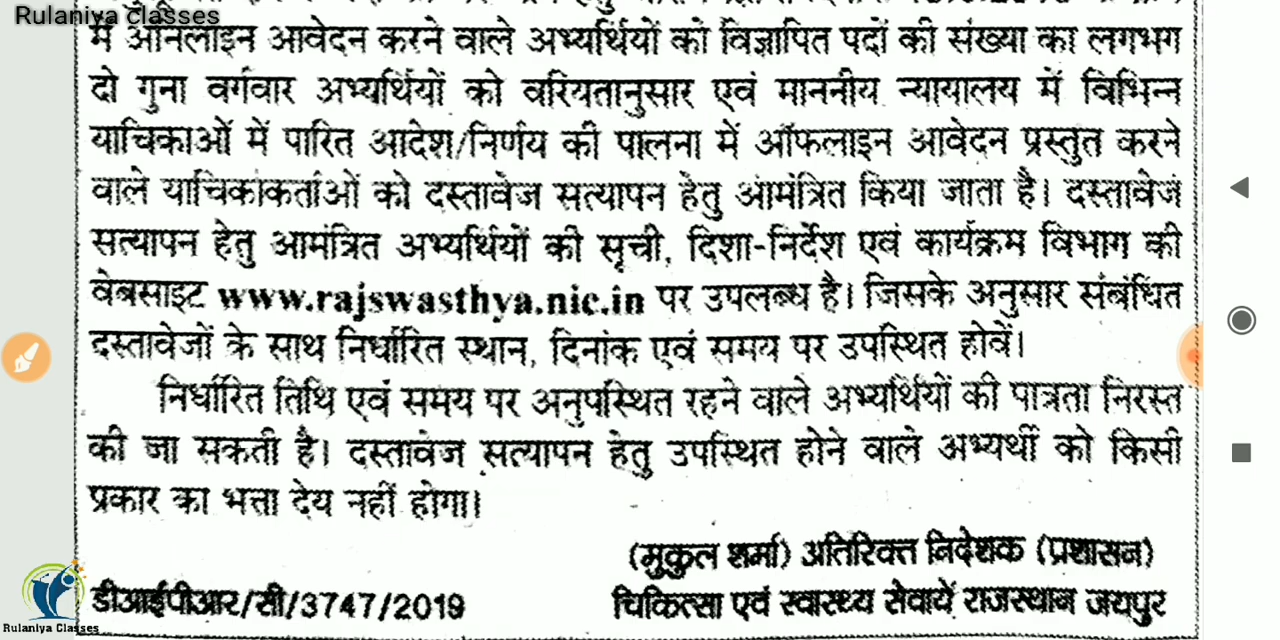 Rulaniya classes
में ऑनलाइन आवेदन करने वाले अभ्यर्थियों को विज्ञापित पदों की संख्या का लगभग
दो गुना वर्गवार अभ्यर्थियों को वरियतानुसार एवं माननीय न्यायालय में विभिन्न
याचिकाओं में पारित आदेश/निर्णय की पालना में ऑफलाइन आवेदन प्रस्तुत करने
वाले याचिकांकर्ताओं को दस्तावेज सत्यापन हेतु आमंत्रित किया जाता है। दस्तावेज
सत्यापन हेतु आमंत्रित अभ्यर्थियों की सूची, दिशा-निर्देश एवं कार्यक्रम विभाग की
वेबसाइट www.rajswasthya.nic.in पर उपलब्ध है। जिसके अनुसार संबंधित
दस्तावेजों के साथ निर्धारित स्थान, दिनांक एवं समय पर उपस्थित होवें।
निर्धारित तिथि एवं समय पर अनुपस्थित रहने वाले अभ्यर्थियों की पात्रता निरस्त
की जा सकती है। दस्तावेज सत्यापन हेतु उपस्थित होने वाले अभ्यर्थी को किसी
प्रकार का भत्ता देय नहीं होगा।
(मुकुल शर्मा) अतिरिक्त निदेशक (प्रशासन)
डीआईपीआर/सी/3747/2019 चिकित्सा एवं स्वास्थ्य सेवायें राजस्थान जयपुर
Rulaniya Classes